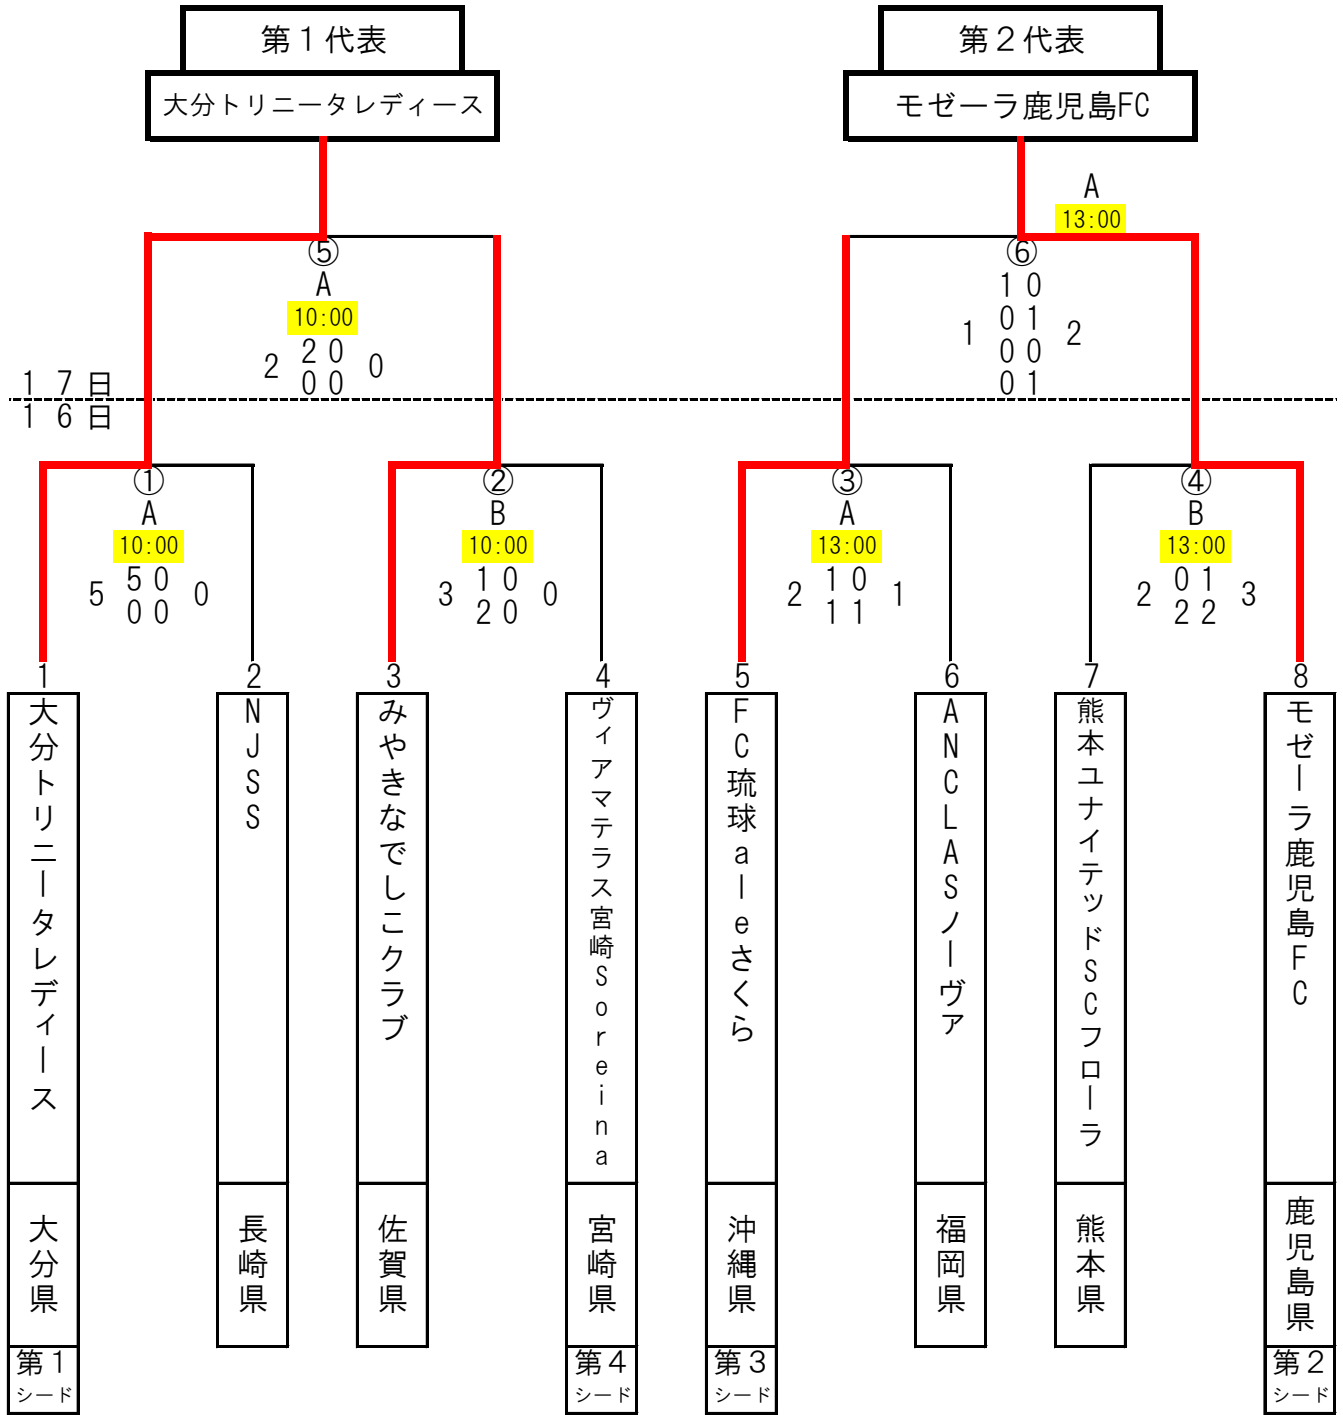 第１代表
大分トリニータレディース
第２代表
モゼーラ鹿児島FC
A
13:00
⑤
A
10:00
2 0
2 0
0 0
⑥
1 0
0 1
1 2
0 0
0 1
１７日
１６日
①
A
10:00
5 0
5 0
0 0
②
B
10:00
1 0
3 0
2 0
③
A
13:00
1 0
2 1
1 1
④
B
13:00
0 1
2 3
2 2
1
2
3
4
5
6
7
8
大分トリニータレディース
NJSS
みやきなでしこクラブ
ヴィアマテラス宮崎Soreina
FC琉球aleさくら
ANCLASノーヴァ
熊本ユナイテッドSCフローラ
モゼーラ鹿児島FC
大分県
長崎県
佐賀県
宮崎県
沖縄県
福岡県
熊本県
鹿児島県
第１
シード
第４
シード
第３
シード
第２
シード